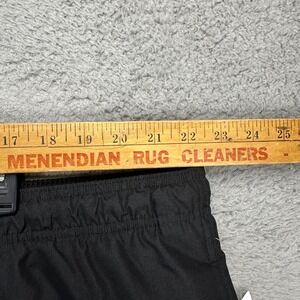 17 18 19 20 21 22 23 24 25
MENENDIAN RUG CLEANERS